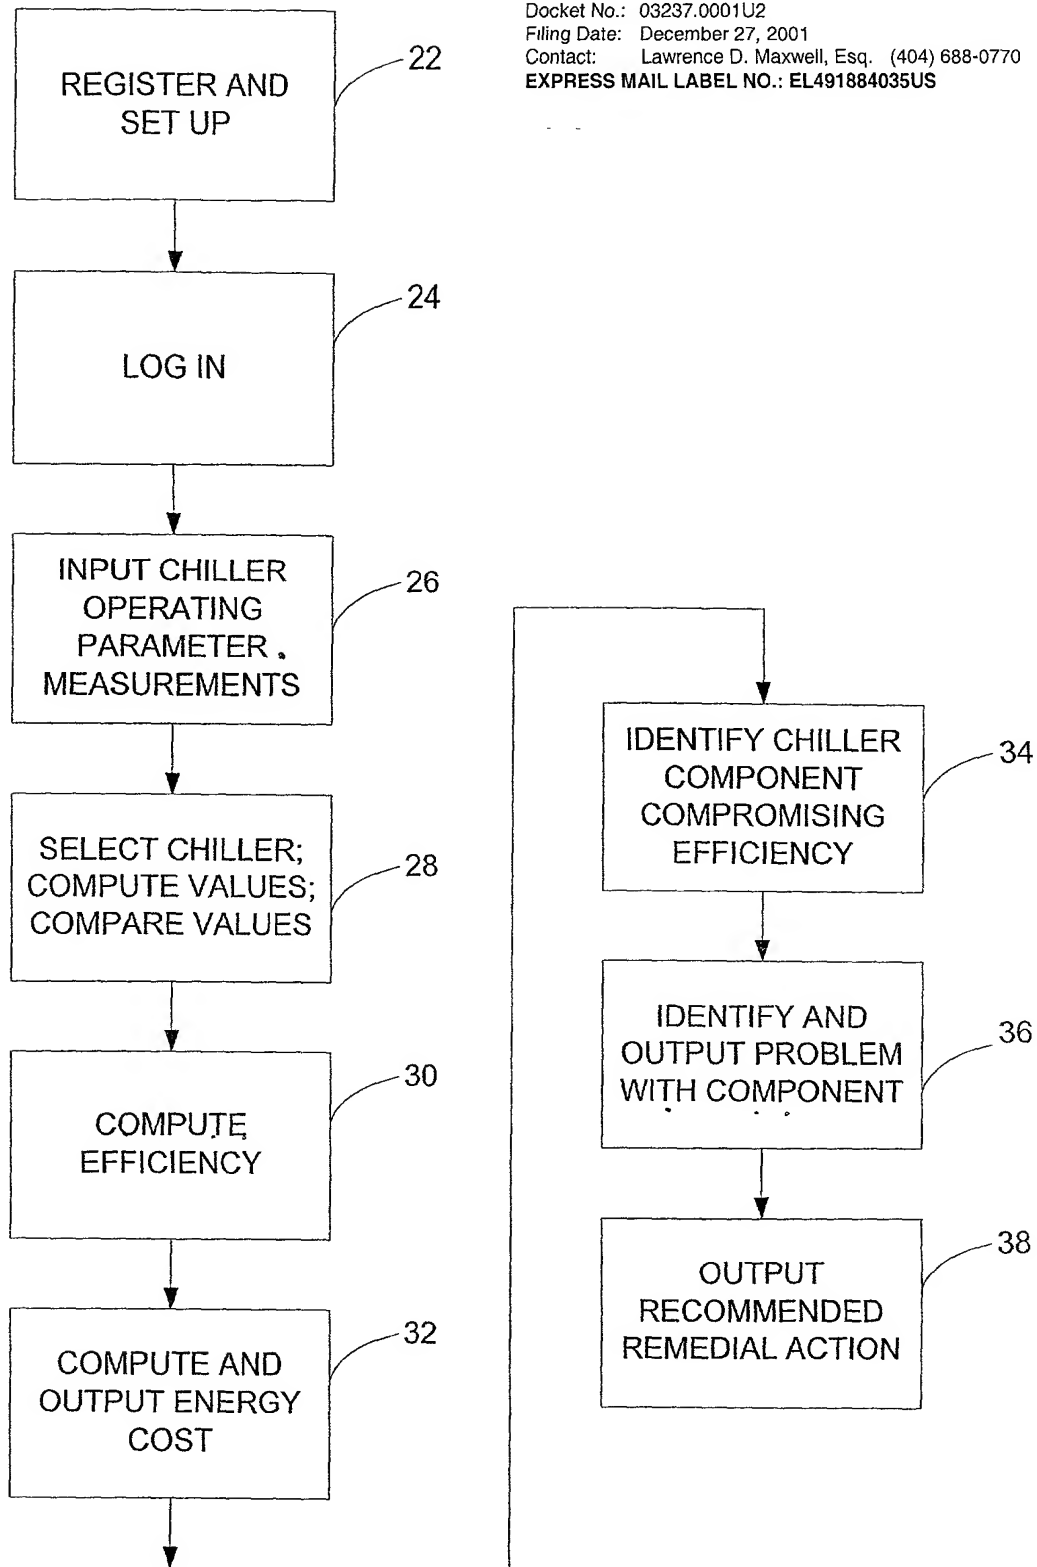 Docket No.: 03237.0001U2
Filing Date: December 27, 2001
Contact: Lawrence D. Maxwell, Esq. (404) 688-0770
EXPRESS MAIL LABEL NO.: EL491884035US
REGISTER AND
SET UP
22
LOG IN
24
INPUT CHILLER
OPERATING
PARAMETER
MEASUREMENTS
26
SELECT CHILLER;
COMPUTE VALUES;
COMPARE VALUES
28
COMPUTE
EFFICIENCY
30
COMPUTE AND
OUTPUT ENERGY
COST
32
IDENTIFY CHILLER
COMPONENT
COMPROMISING
EFFICIENCY
34
IDENTIFY AND
OUTPUT PROBLEM
WITH COMPONENT
36
OUTPUT
RECOMMENDED
REMEDIAL ACTION
38